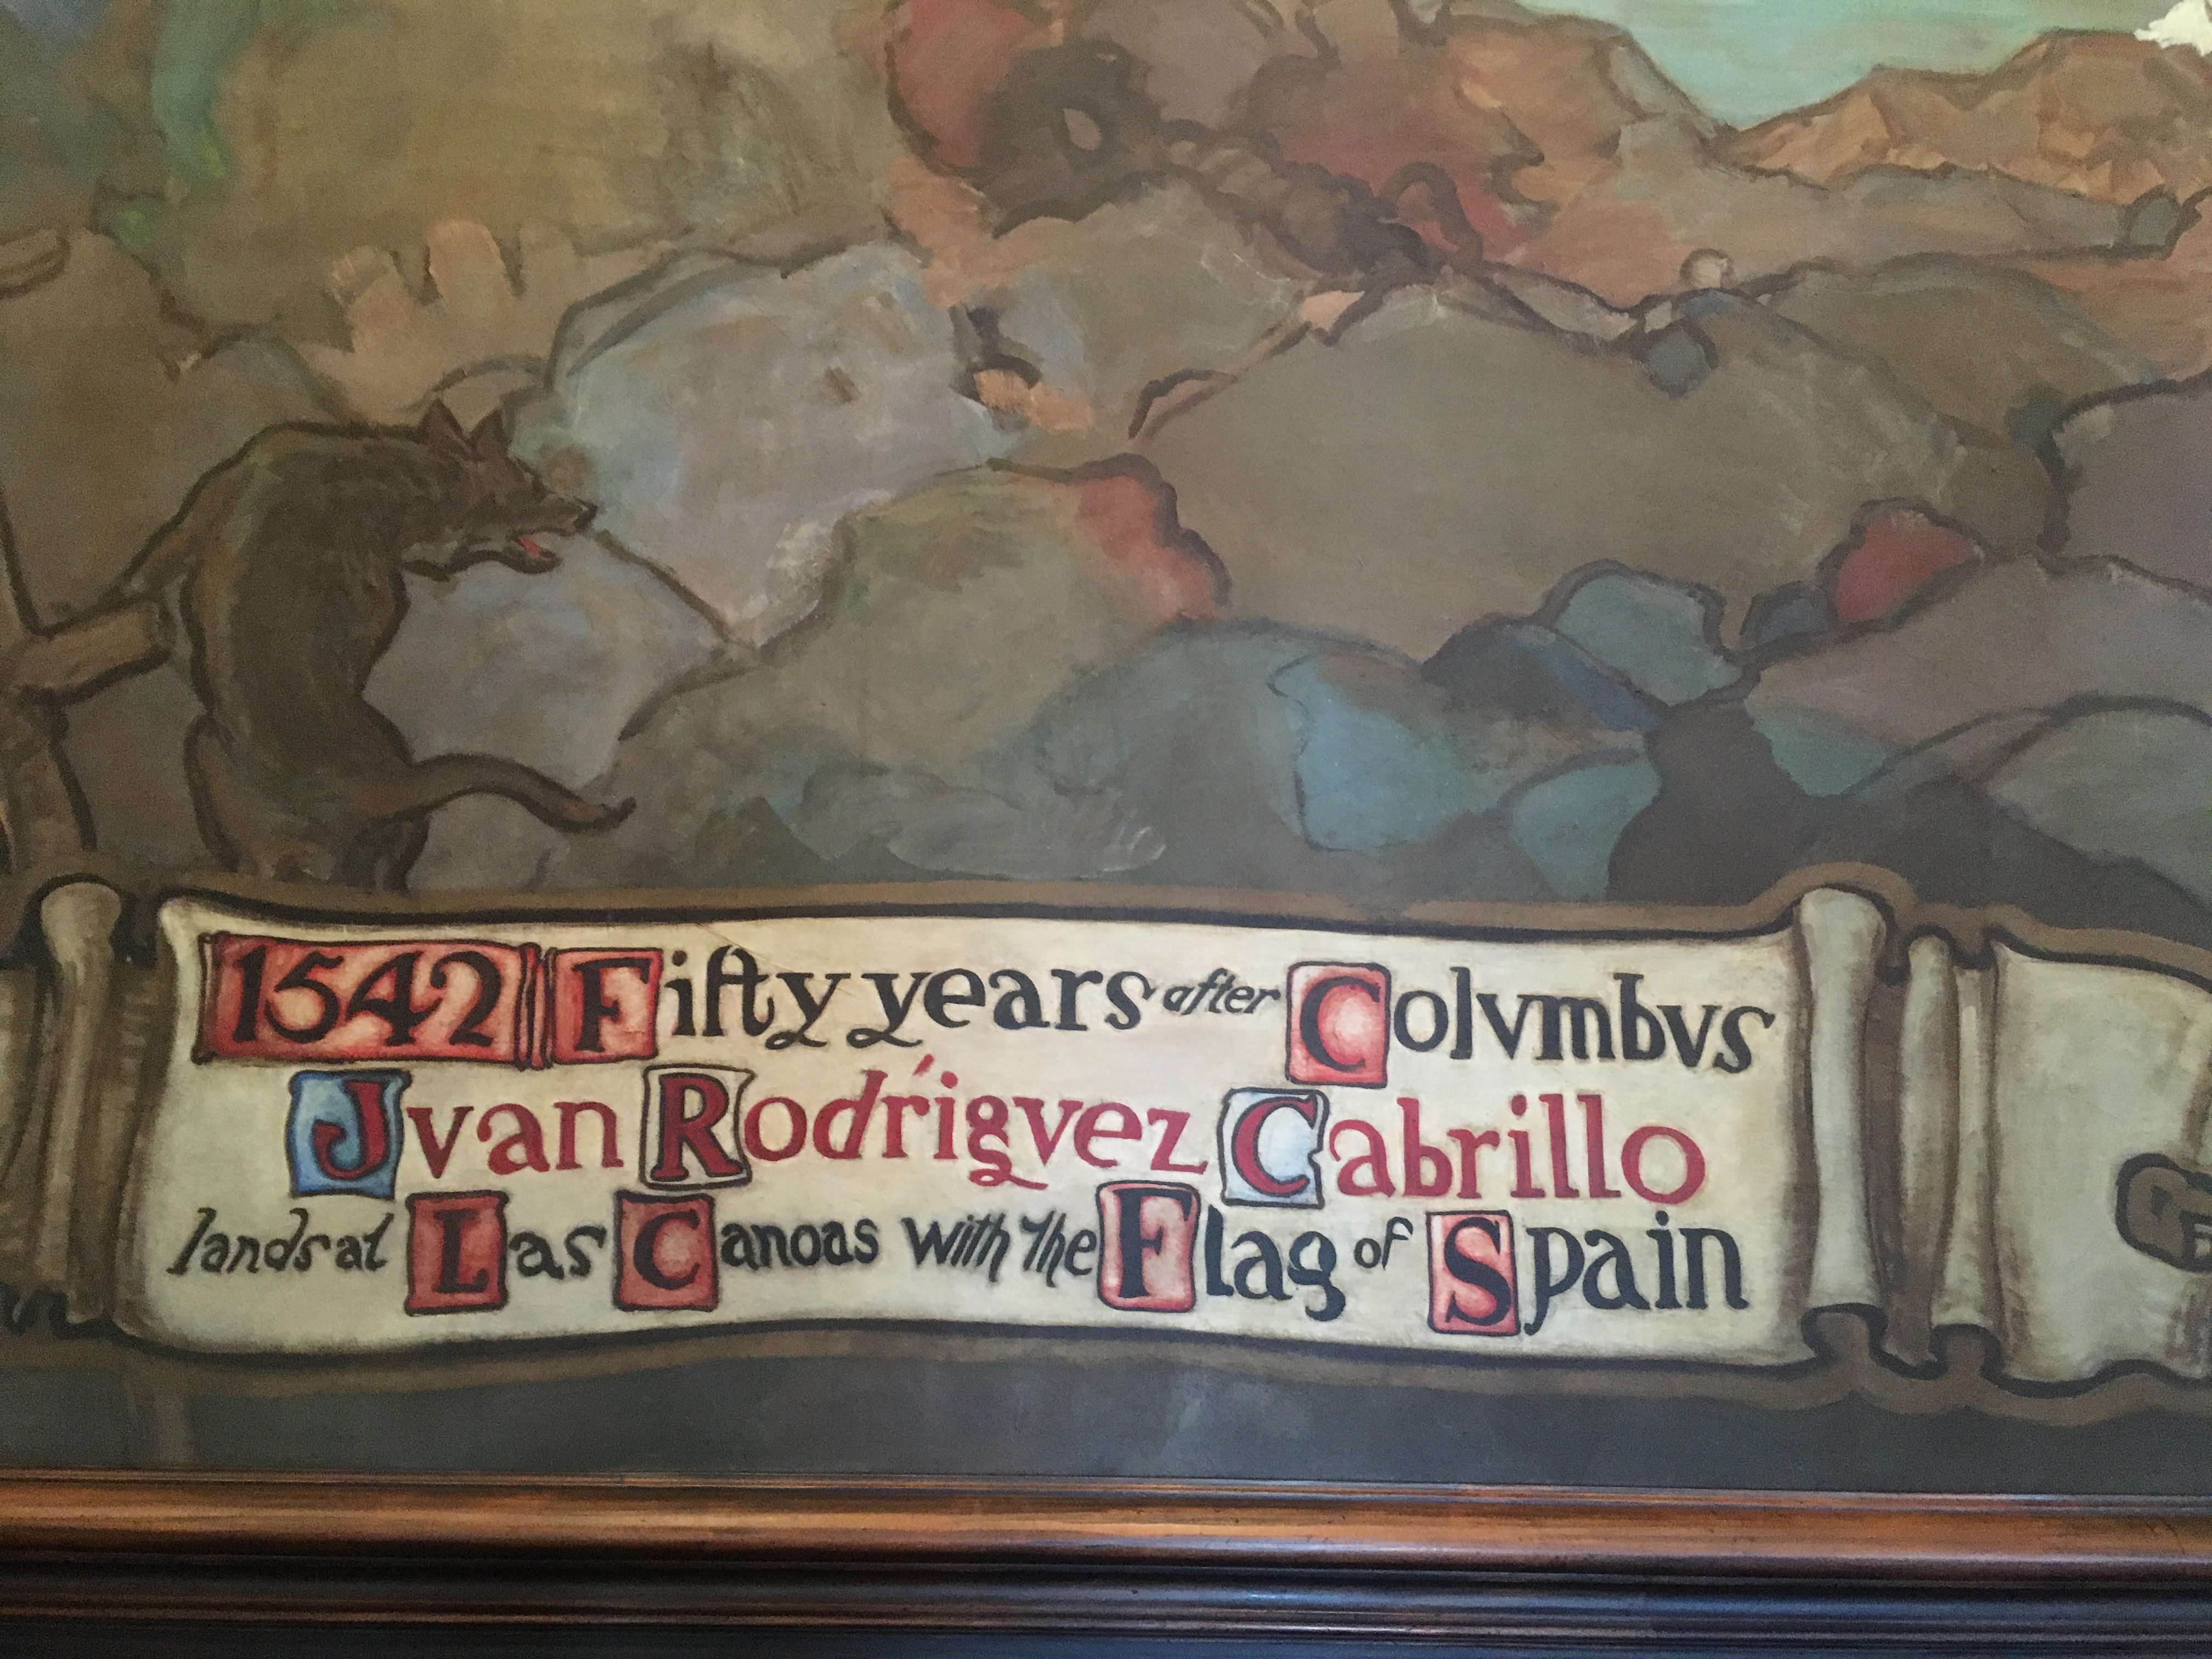 1542 Fifty years after Colvmbvs
Jvan Rodrígvez Cabrillo
lands at Las Canoas with the Flag of Spain